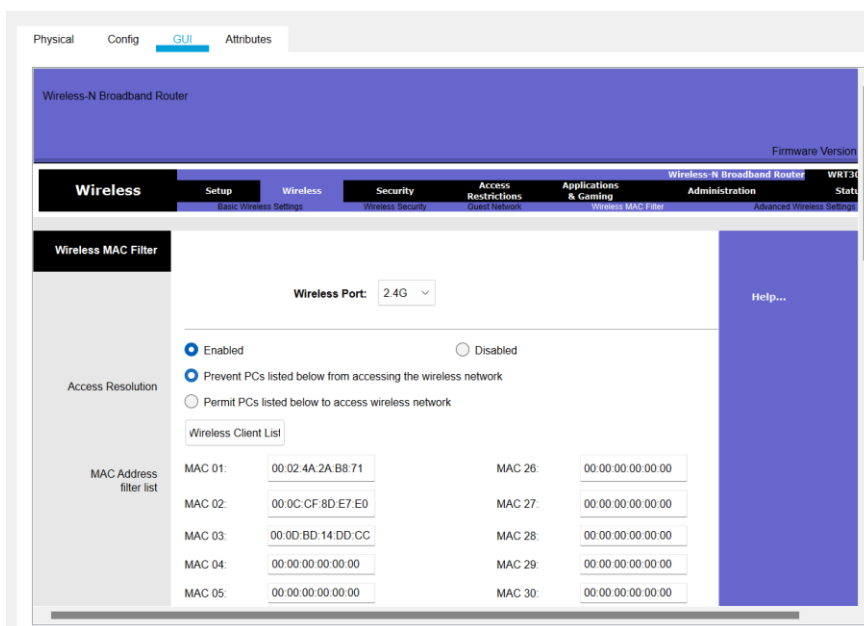 Physical Config GUI Attributes
Wireless-N Broadband Router
Firmware Version
Wireless-N Broadband Router WRT30
Wireless Setup Wireless Security Access Restrictions Applications & Gaming Administration Statu
Basic Wireless Settings Wireless Security Guest Network Wireless MAC Filter Advanced Wireless Settings
Wireless MAC Filter
Wireless Port: 2.4G
Help...
Enabled Disabled
Access Resolution
Prevent PCs listed below from accessing the wireless network
Permit PCs listed below to access wireless network
Wireless Client List
MAC Address
filter list
MAC 01: 00:02:4A:2A:B8:71 MAC 26: 00:00:00:00:00:00
MAC 02: 00:0C:CF:8D:E7:E0 MAC 27: 00:00:00:00:00:00
MAC 03: 00:0D:BD:14:DD:CC MAC 28: 00:00:00:00:00:00
MAC 04: 00:00:00:00:00:00 MAC 29: 00:00:00:00:00:00
MAC 05: 00:00:00:00:00:00 MAC 30: 00:00:00:00:00:00